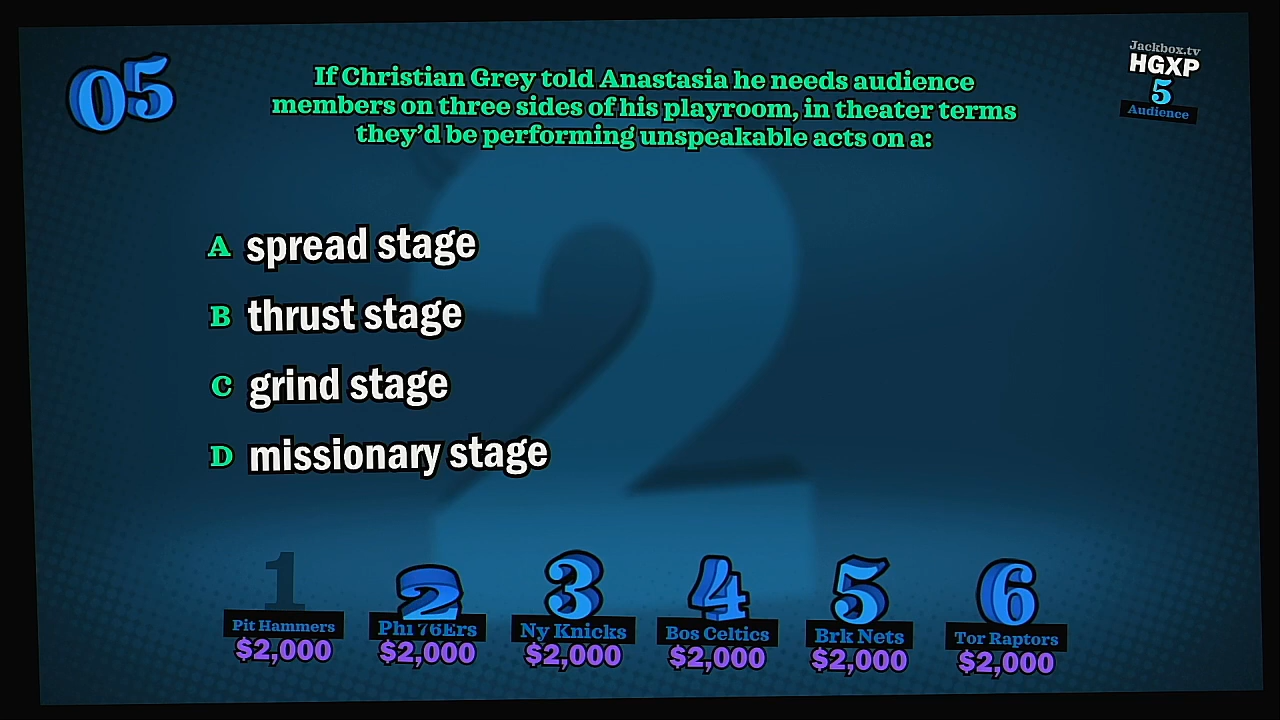 05
If Christian Grey told Anastasia he needs audience
members on three sides of his playroom, in theater terms
they'd be performing unspeakable acts on a:
Jackbox.tv
HGXP
5
Audience
A spread stage
B thrust stage
C grind stage
D missionary stage
2
1 2 3 4 5 6
Pit Hammers Phi 76Ers Ny Knicks Bos Celtics Brk Nets Tor Raptors
$2,000 $2,000 $2,000 $2,000 $2,000 $2,000